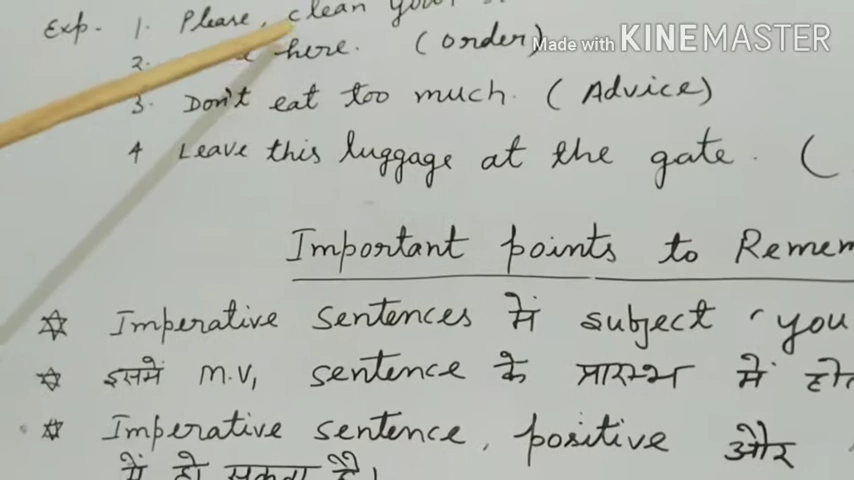 Exp. 1. Please, clean your
2. here. (order)
Made with KINEMASTER
3. Don't eat too much. (Advice)
4 Leave this luggage at the gate. (
Important points to Remem
✡ Imperative sentences में subject 'you
✡ इसमें M.V, sentence के प्रारम्भ में
✡ Imperative sentence, positive और
में हो सकता है।